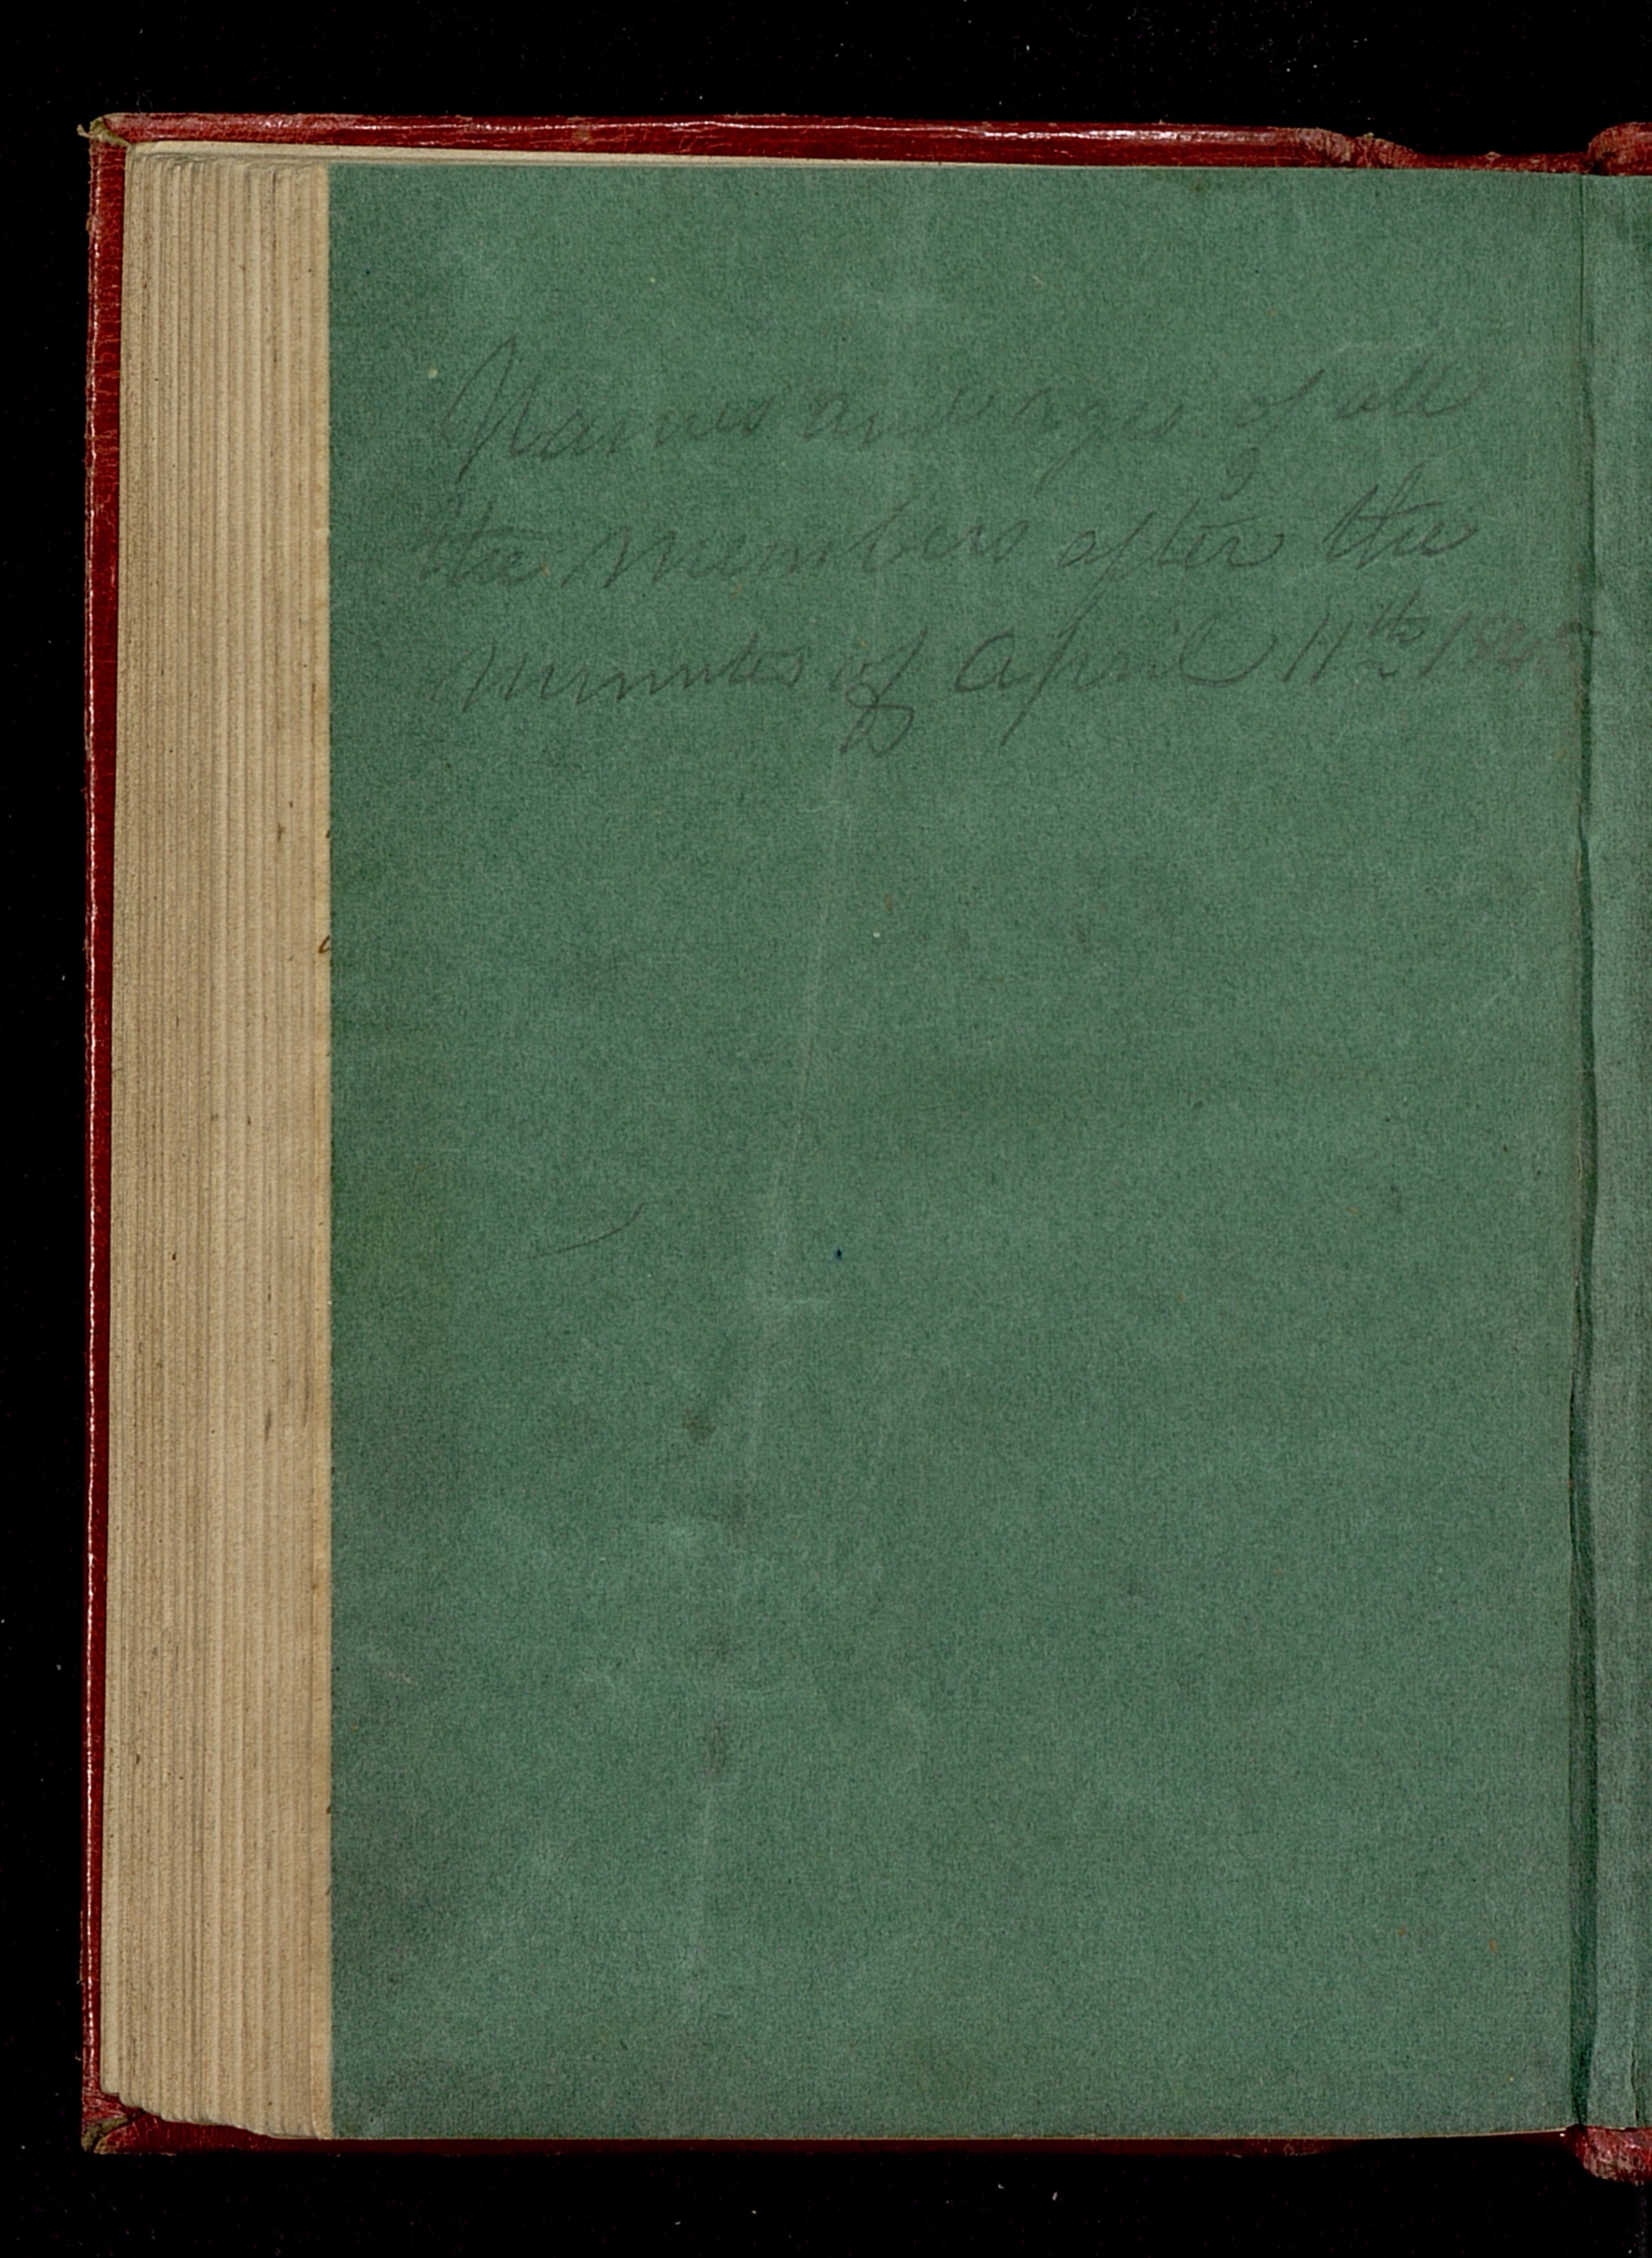 Names and ages of all
the members after the
minutes of April 11th